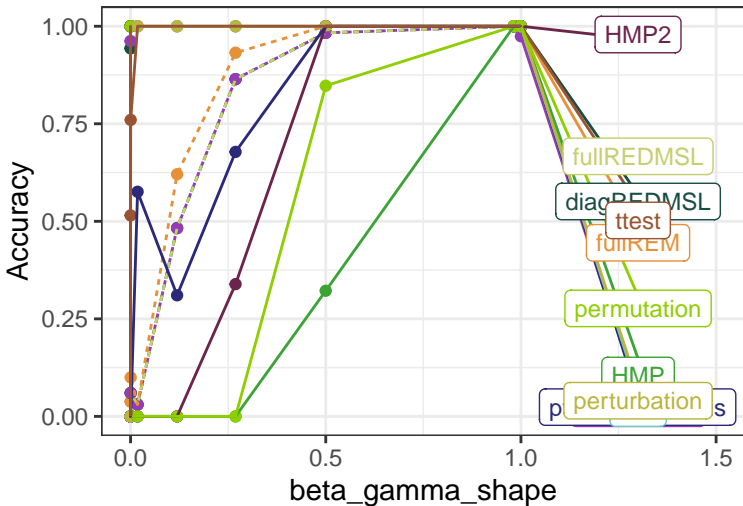 1.00
0.75
0.50
0.25
0.00
Accuracy
HMP2
fullREDMSL
diagREDMSL
ttest
fullREM
permutation
HMP
perturbation
0.0
0.5
1.0
1.5
beta_gamma_shape